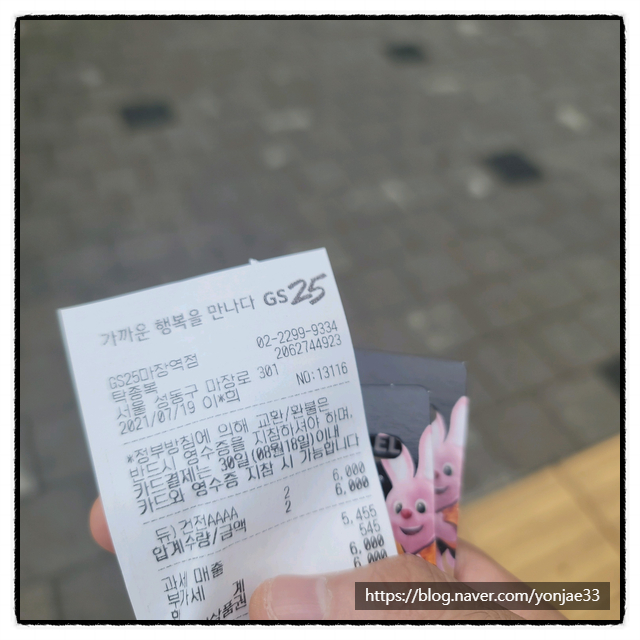 가까운 행복을 만나다 GS25
02-2299-9334
GS25마장역점 2062744923
탁종복
서울 성동구 마장로 301
2021/07/19 이*의 NO:13116
*정부방침에 의해 교환/환불은
반드시 영수증을 지참하셔야 하며,
카드결제는 30일(08월18일)이내
카드와 영수증 지참 시 가능합니다
듀)건전AAAA 2 6,000
합계수량/금액 2 6,000
과세 매출 5,455
부가세 545
계 6,000
상품권 6,000
https://blog.naver.com/yonjae33